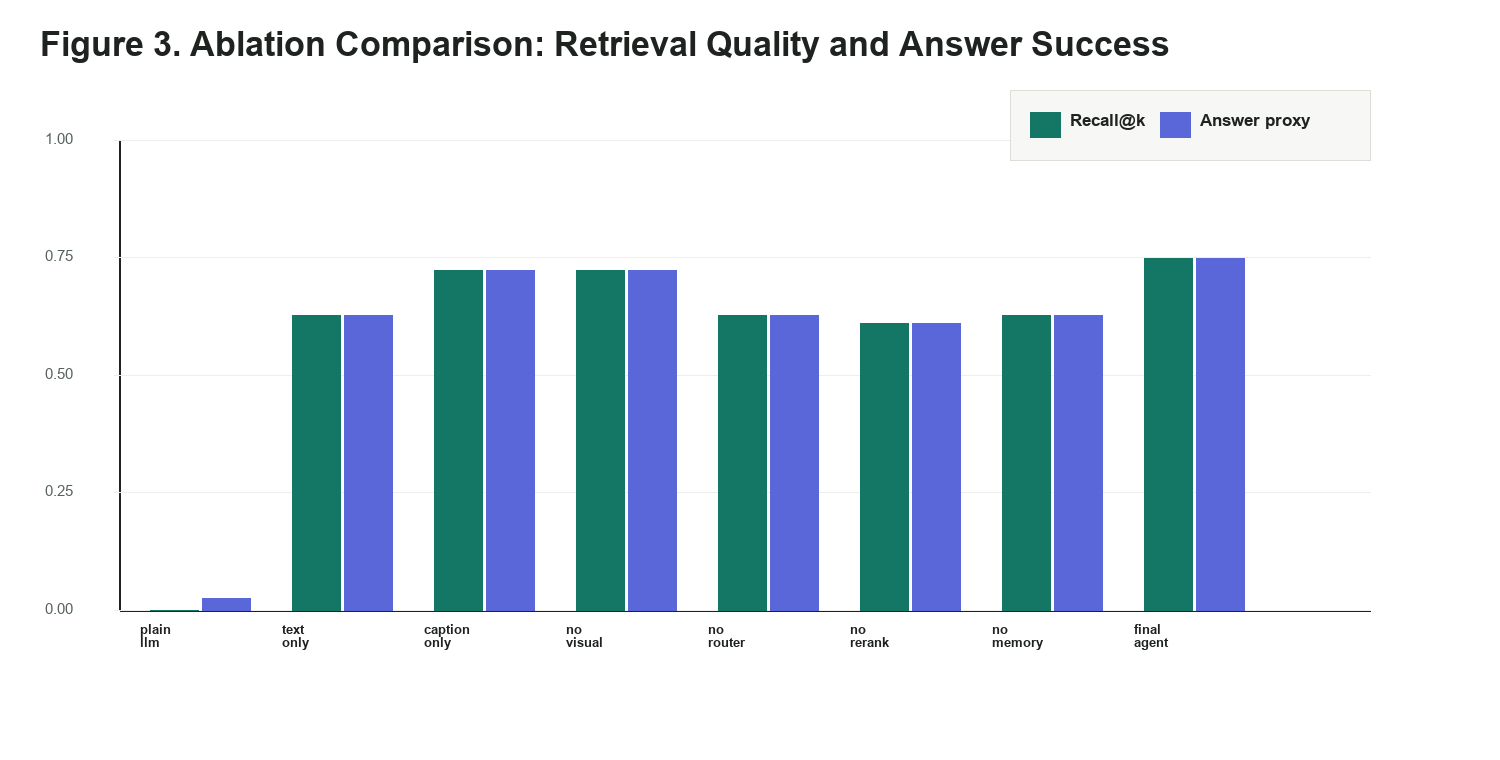 Figure 3. Ablation Comparison: Retrieval Quality and Answer Success
Recall@k
Answer proxy
1.00
0.75
0.50
0.25
0.00
plain
llm
text
only
caption
only
no
visual
no
router
no
rerank
no
memory
final
agent